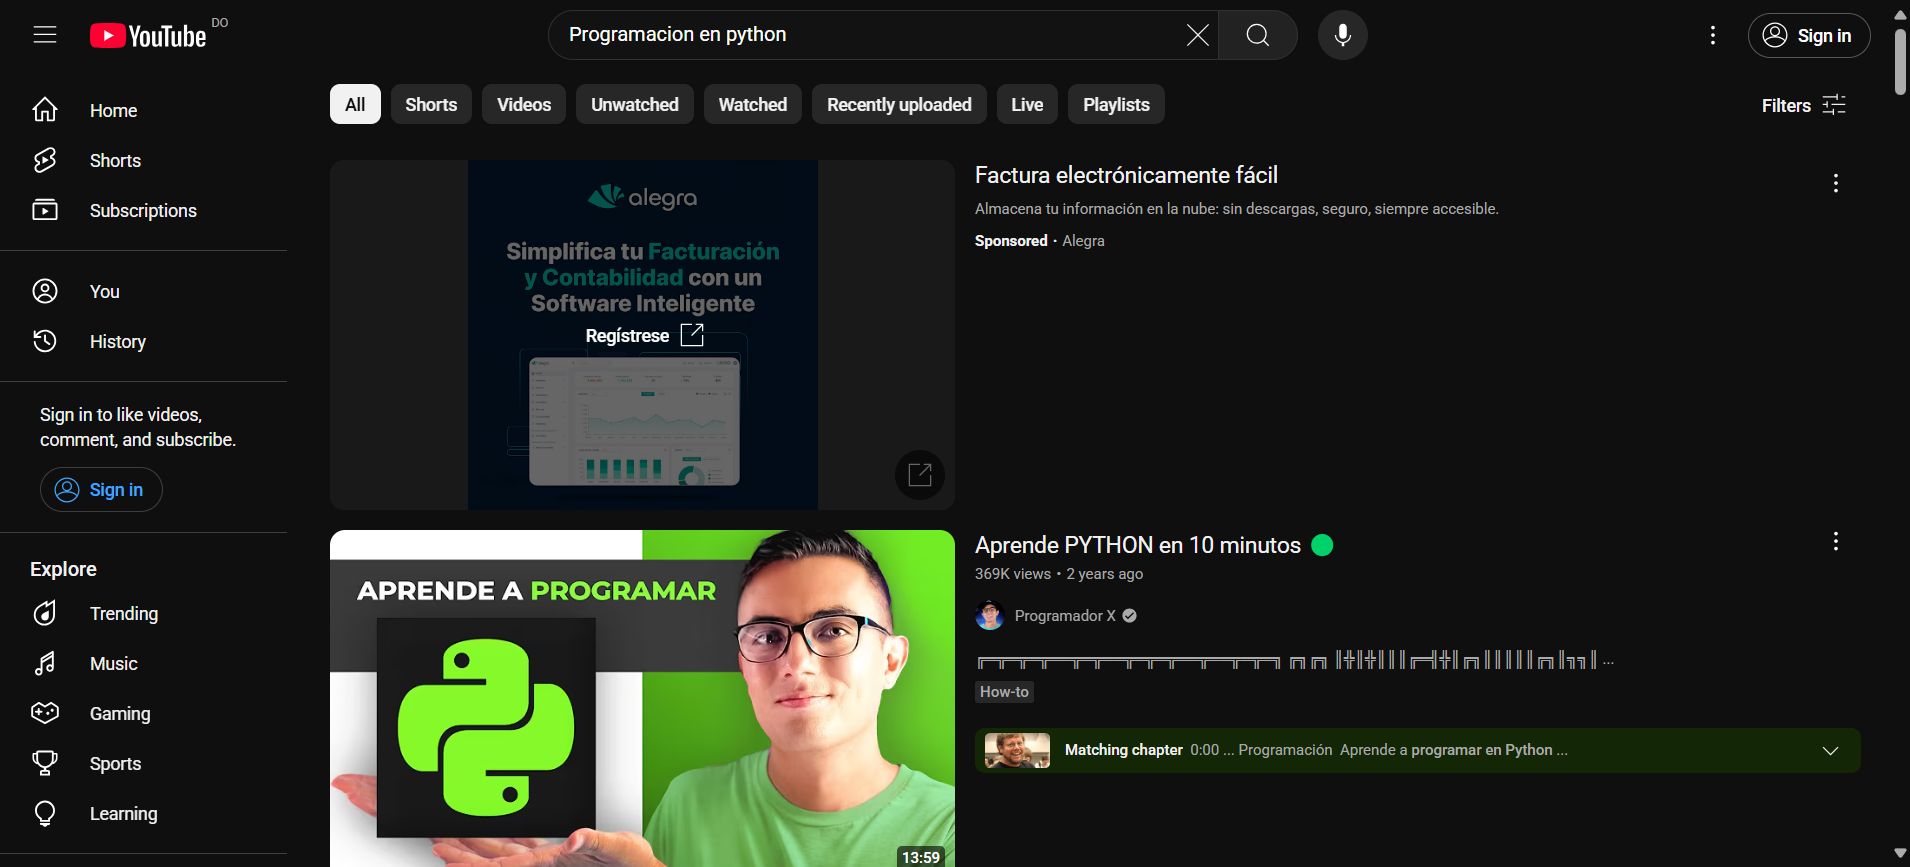 YouTube DO
Programacion en python
Sign in
Home
Shorts
Subscriptions
You
History
Sign in to like videos,
comment, and subscribe.
Sign in
Explore
Trending
Music
Gaming
Sports
Learning
All Shorts Videos Unwatched Watched Recently uploaded Live Playlists
Filters
alegra
Simplifica tu Facturación
y Contabilidad con un
Software Inteligente
Regístrese
Factura electrónicamente fácil
Almacena tu información en la nube: sin descargas, seguro, siempre accesible.
Sponsored • Alegra
APRENDE A PROGRAMAR
13:59
Aprende PYTHON en 10 minutos
369K views • 2 years ago
Programador X
How-to
Matching chapter 0:00 ... Programación Aprende a programar en Python ...